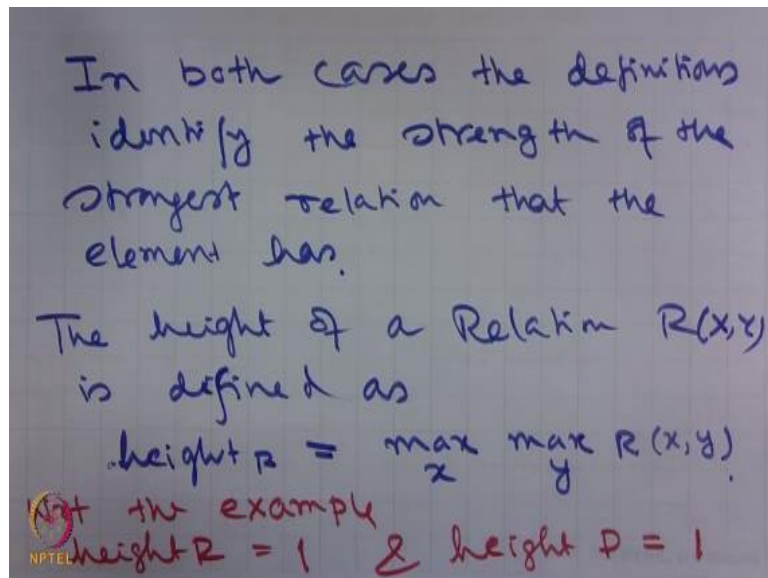 In both cases the definitions
identify the strength of the
strongest relation that the
element has.
The height of a Relation R(X,Y)
is defined as
height R = max max R(x,y).
x y
the example
NPTEL height R = 1 & height P = 1